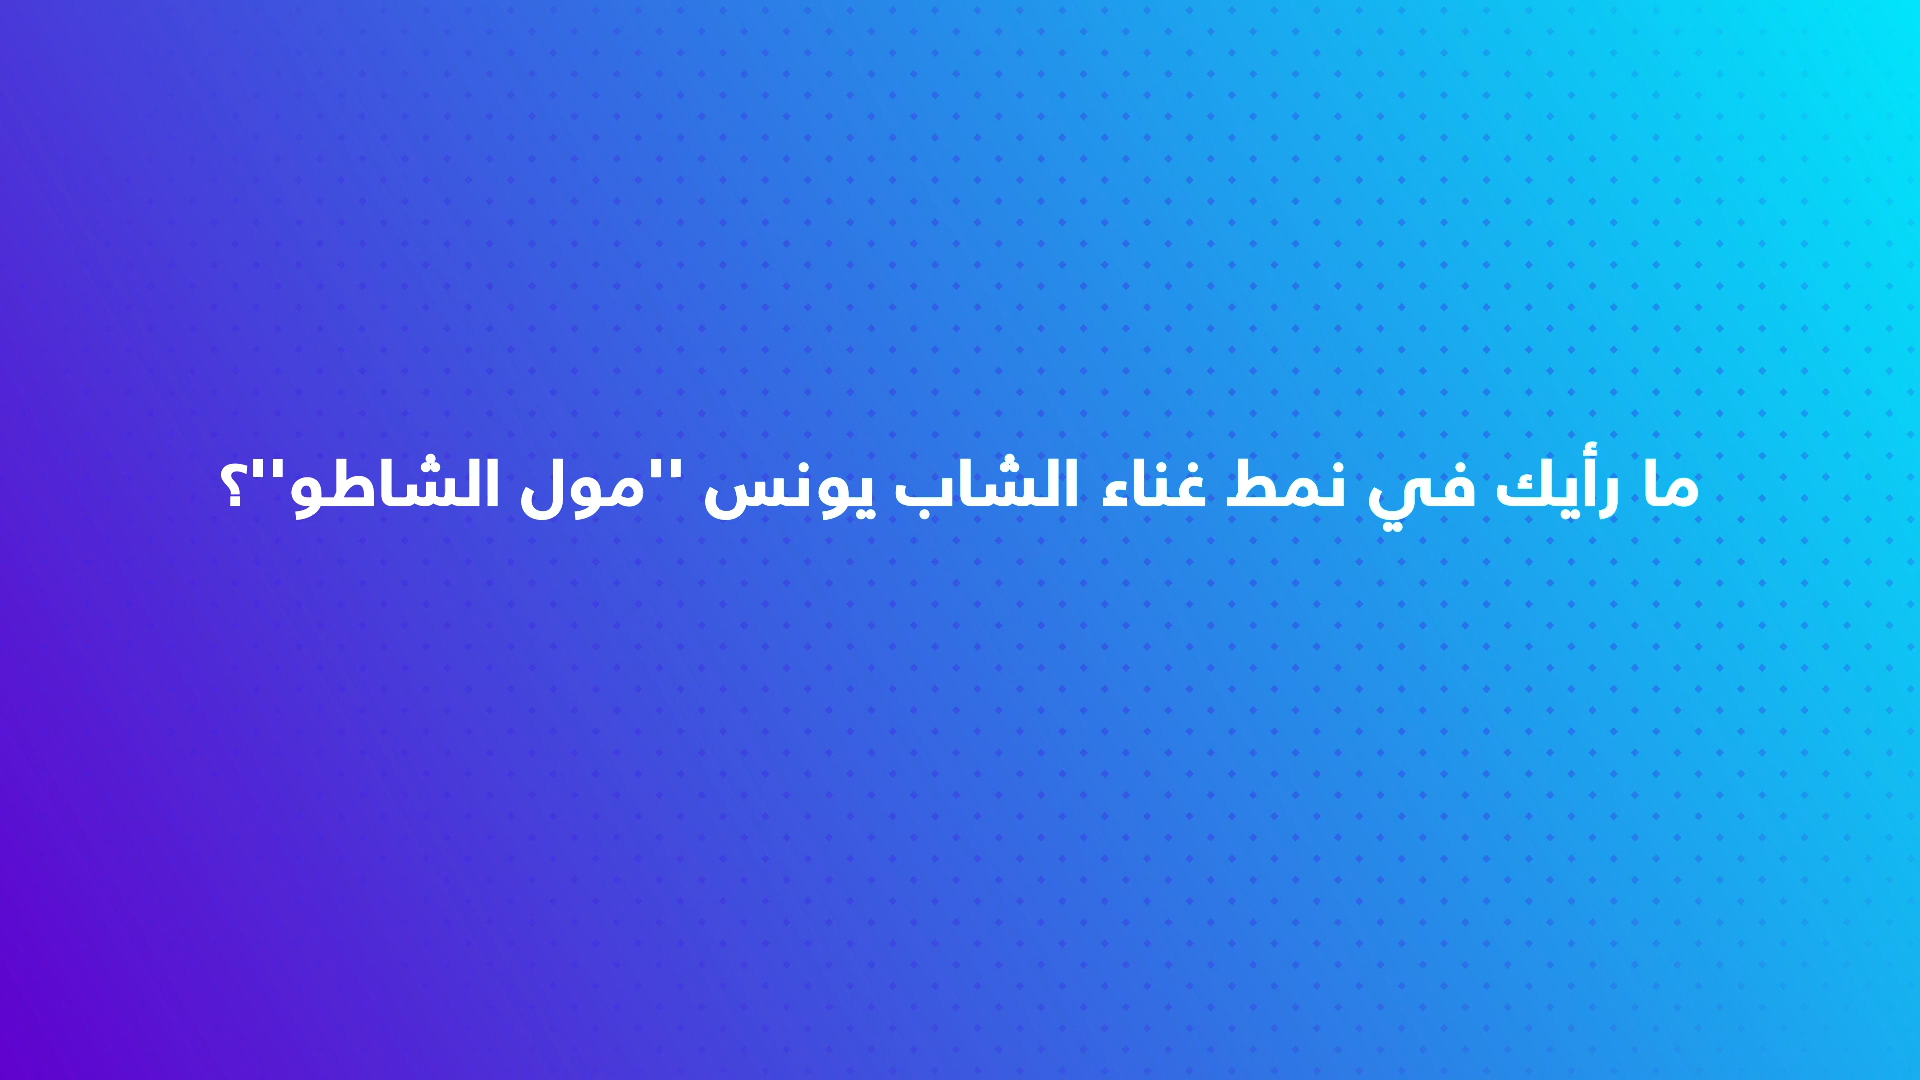 ما رأيك في نمط غناء الشاب يونس ''مول الشاطو''؟